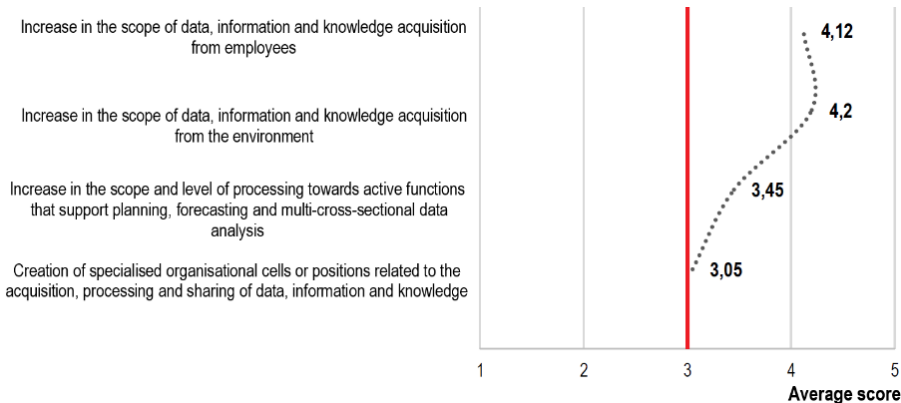 Increase in the scope of data, information and knowledge acquisition
from employees
4,12
Increase in the scope of data, information and knowledge acquisition
from the environment
4,2
Increase in the scope and level of processing towards active functions
that support planning, forecasting and multi-cross-sectional data
analysis
3,45
Creation of specialised organisational cells or positions related to the
acquisition, processing and sharing of data, information and knowledge
3,05
1 2 3 4 5
Average score